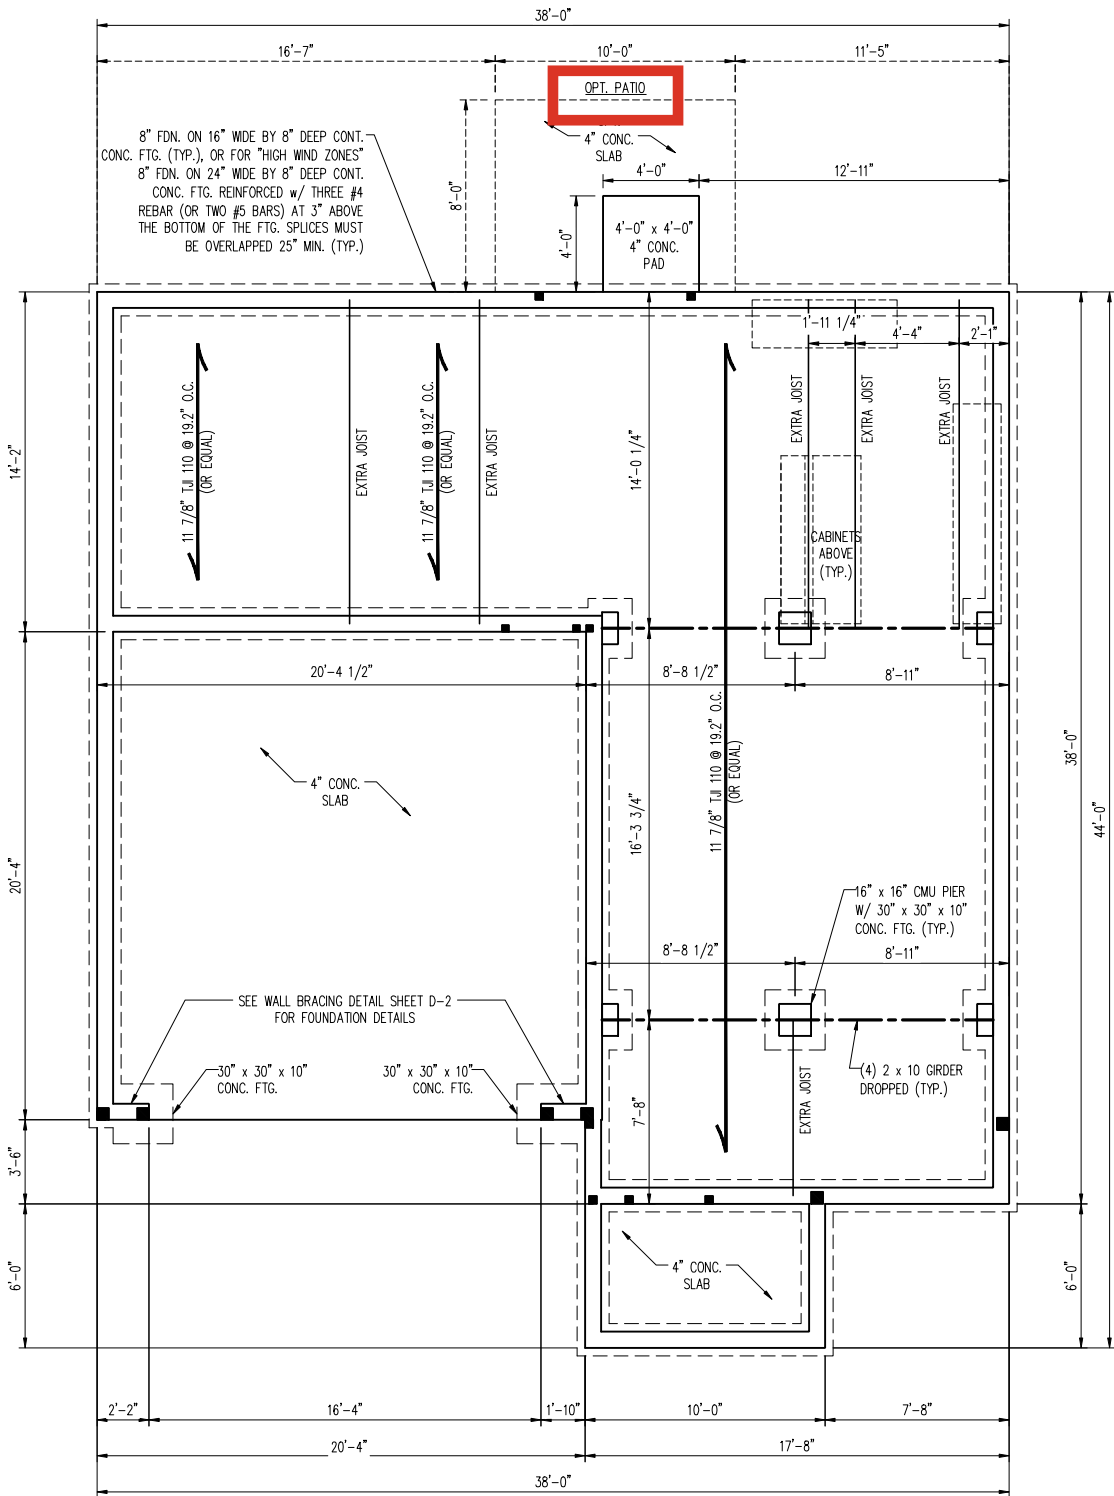 38'-0"
16'-7"
10'-0"
11'-5"
OPT. PATIO
8" FDN. ON 16" WIDE BY 8" DEEP CONT.
CONC. FTG. (TYP.), OR FOR "HIGH WIND ZONES"
8" FDN. ON 24" WIDE BY 8" DEEP CONT.
CONC. FTG. REINFORCED w/ THREE #4
REBAR (OR TWO #5 BARS) AT 3" ABOVE
THE BOTTOM OF THE FTG. SPLICES MUST
BE OVERLAPPED 25" MIN. (TYP.)
4" CONC.
SLAB
8'-0"
4'-0"
12'-11"
4'-0"
4'-0" x 4'-0"
4" CONC.
PAD
1'-11 1/4"
4'-4"
2'-1"
14'-2"
11 7/8" TJI 110 @ 19.2" O.C.
(OR EQUAL)
EXTRA JOIST
11 7/8" TJI 110 @ 19.2" O.C.
(OR EQUAL)
EXTRA JOIST
14'-0 1/4"
EXTRA JOIST
EXTRA JOIST
EXTRA JOIST
CABINETS
ABOVE
(TYP.)
20'-4 1/2"
8'-8 1/2"
8'-11"
4" CONC.
SLAB
20'-4"
16'-3 3/4"
11 7/8" TJI 110 @ 19.2" O.C.
(OR EQUAL)
38'-0"
44'-0"
16" x 16" CMU PIER
W/ 30" x 30" x 10"
CONC. FTG. (TYP.)
8'-8 1/2"
8'-11"
SEE WALL BRACING DETAIL SHEET D-2
FOR FOUNDATION DETAILS
30" x 30" x 10"
CONC. FTG.
30" x 30" x 10"
CONC. FTG.
7'-8"
EXTRA JOIST
(4) 2 x 10 GIRDER
DROPPED (TYP.)
3'-6"
6'-0"
4" CONC.
SLAB
6'-0"
2'-2"
16'-4"
1'-10"
10'-0"
7'-8"
20'-4"
17'-8"
38'-0"